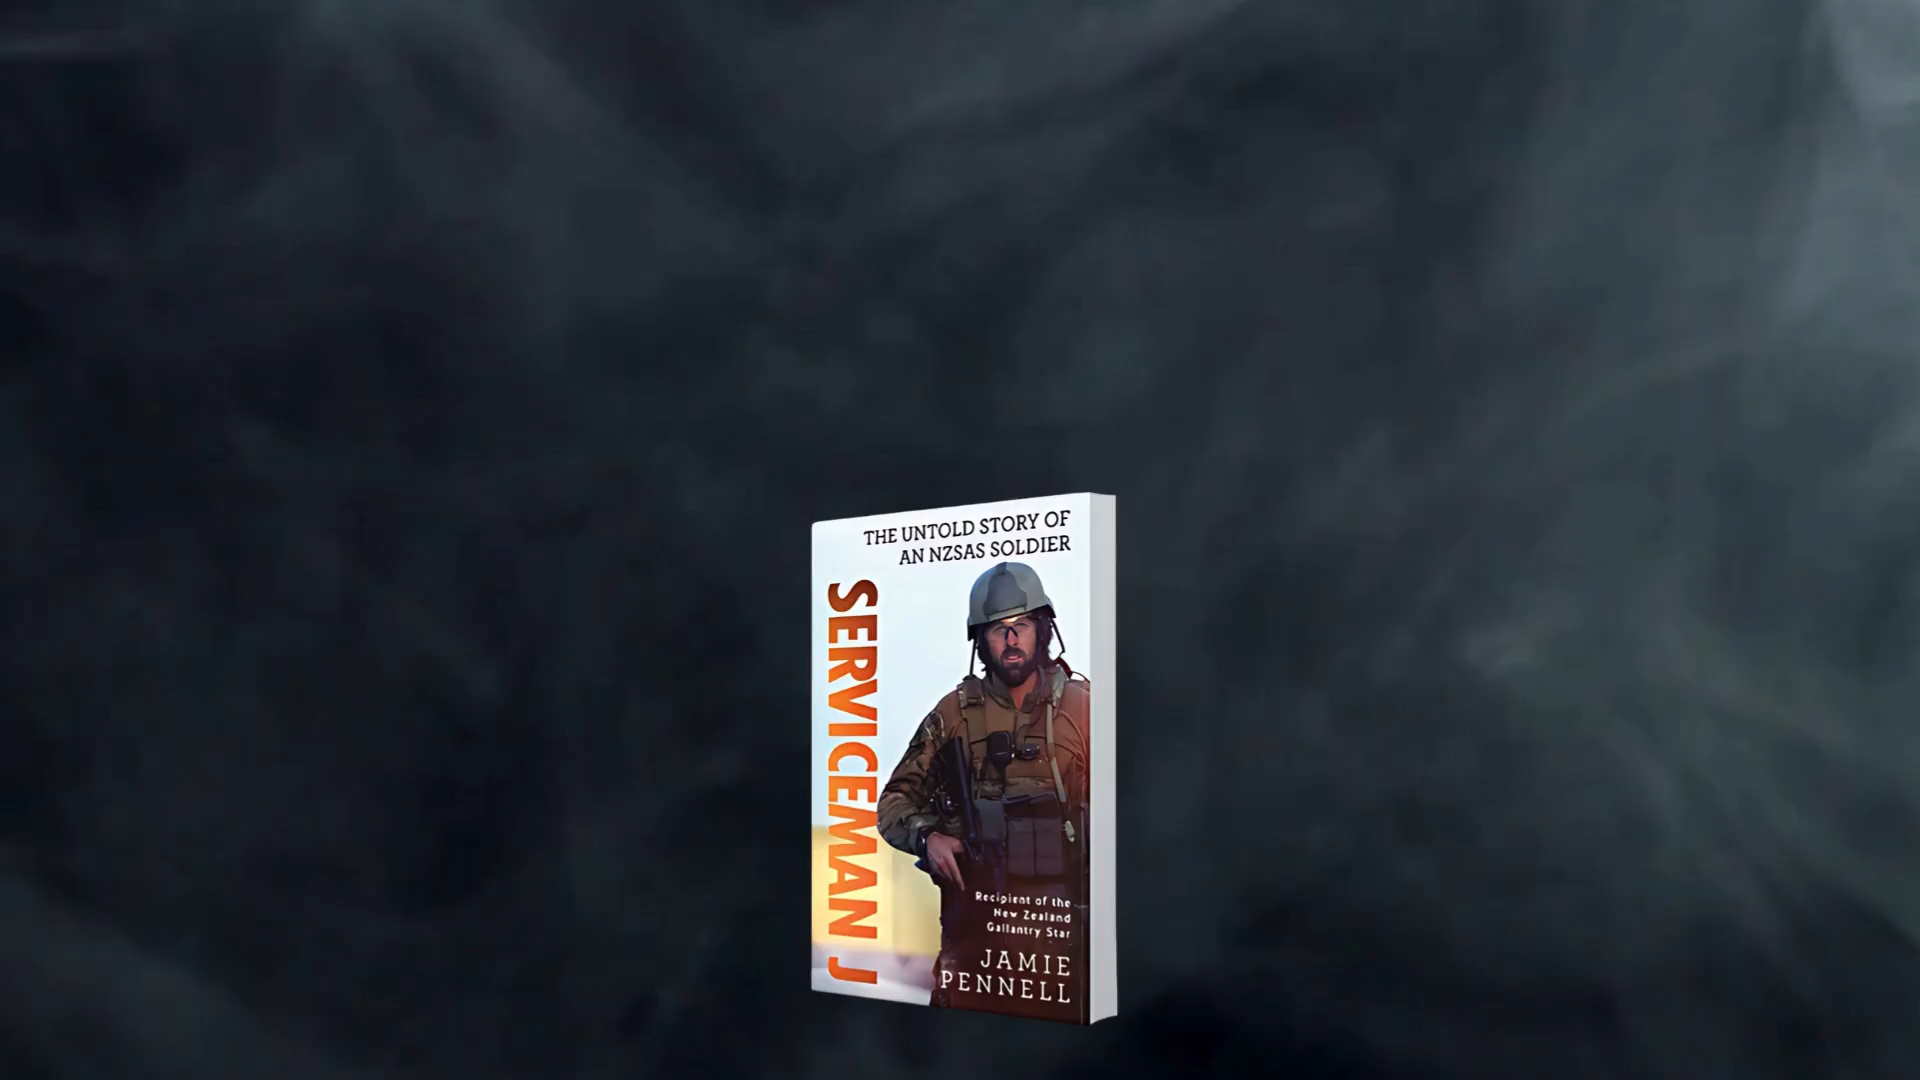 THE UNTOLD STORY OF
AN NZSAS SOLDIER
SERVICEMAN J
Recipient of the
New Zealand
Gallantry Star
JAMIE
PENNELL